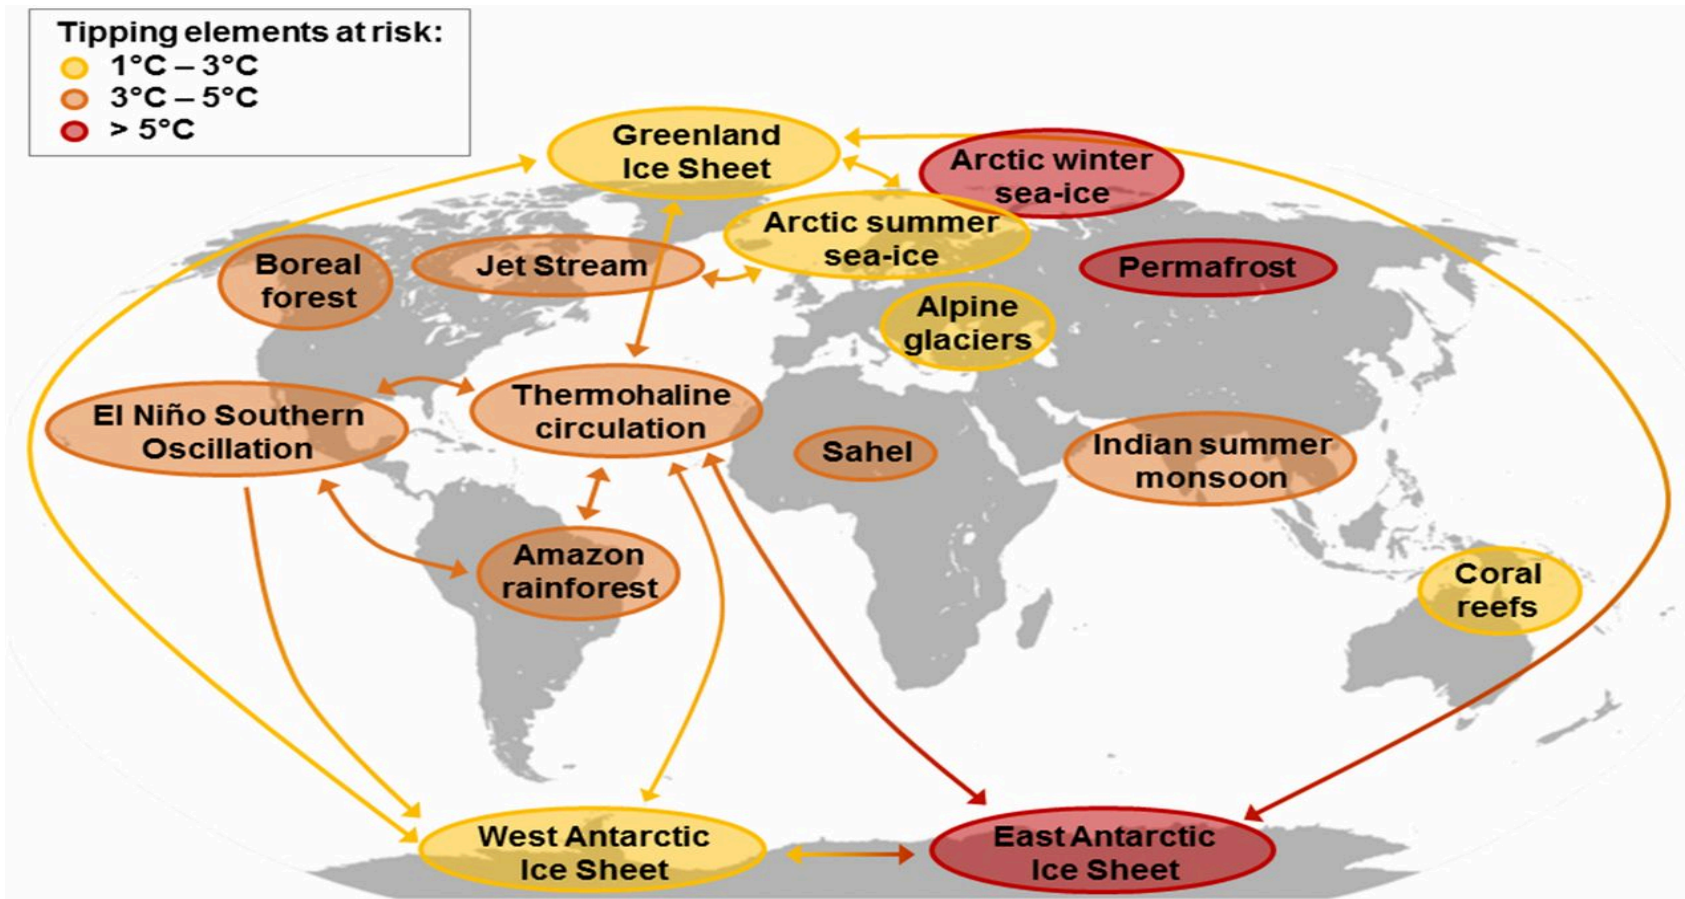 Tipping elements at risk:
1°C – 3°C
3°C – 5°C
> 5°C
Greenland
Ice Sheet
Arctic winter
sea-ice
Arctic summer
sea-ice
Boreal
forest
Jet Stream
Permafrost
Alpine
glaciers
El Niño Southern
Oscillation
Thermohaline
circulation
Sahel
Indian summer
monsoon
Amazon
rainforest
Coral
reefs
West Antarctic
Ice Sheet
East Antarctic
Ice Sheet